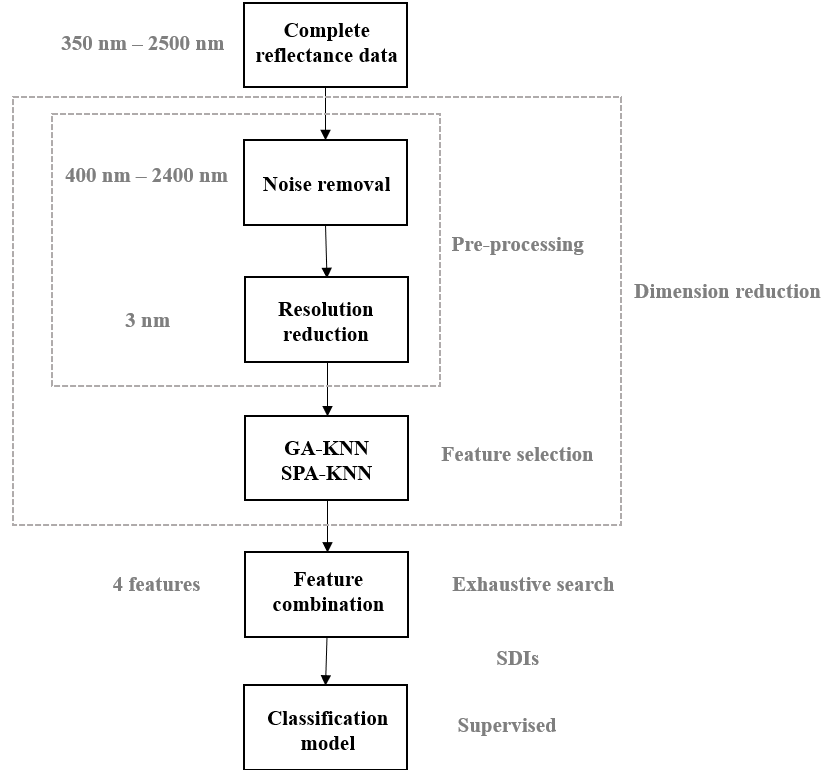 Complete
reflectance data
350 nm – 2500 nm
400 nm – 2400 nm
Noise removal
Pre-processing
Dimension reduction
Resolution
reduction
3 nm
GA-KNN
SPA-KNN
Feature selection
4 features
Feature
combination
Exhaustive search
SDIs
Classification
model
Supervised